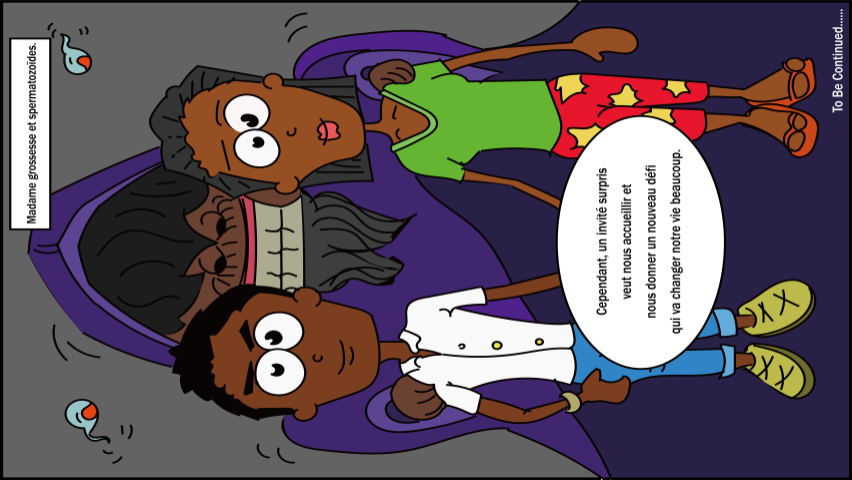 Madame grossesse et spermatozoides.
Cependant, un invité surpris
veut nous accueillir et
nous donner un nouveau défi
qui va changer notre vie beaucoup.
To Be Continued......